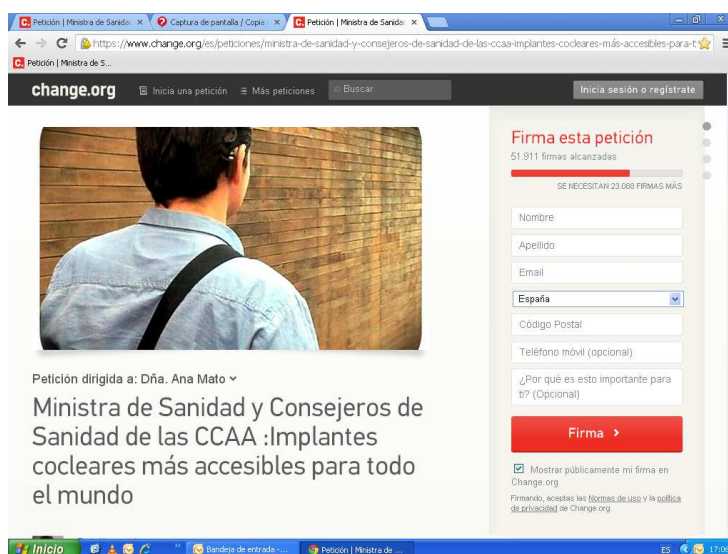 Petición | Ministra de Sanidad
Captura de pantalla / Copia
Petición | Ministra de Sanidad
https://www.change.org/es/peticiones/ministra-de-sanidad-y-consejeros-de-sanidad-de-las-ccaa-implantes-cocleares-más-accesibles-para-t
Petición | Ministra de S...
change.org
Inicia una petición
Más peticiones
Buscar
Inicia sesión o regístrate
Petición dirigida a: Dña. Ana Mato
Ministra de Sanidad y Consejeros de
Sanidad de las CCAA :Implantes
cocleares más accesibles para todo
el mundo
Firma esta petición
51.911 firmas alcanzadas
SE NECESITAN 23.088 FIRMAS MÁS
Nombre
Apellido
Email
España
Código Postal
Teléfono móvil (opcional)
¿Por qué es esto importante para
ti? (Opcional)
Firma
Mostrar públicamente mi firma en
Change.org
Firmando, aceptas las Normas de uso y la política
de privacidad de Change.org
Inicio
Bandeja de entrada -...
Petición | Ministra de ...
ES